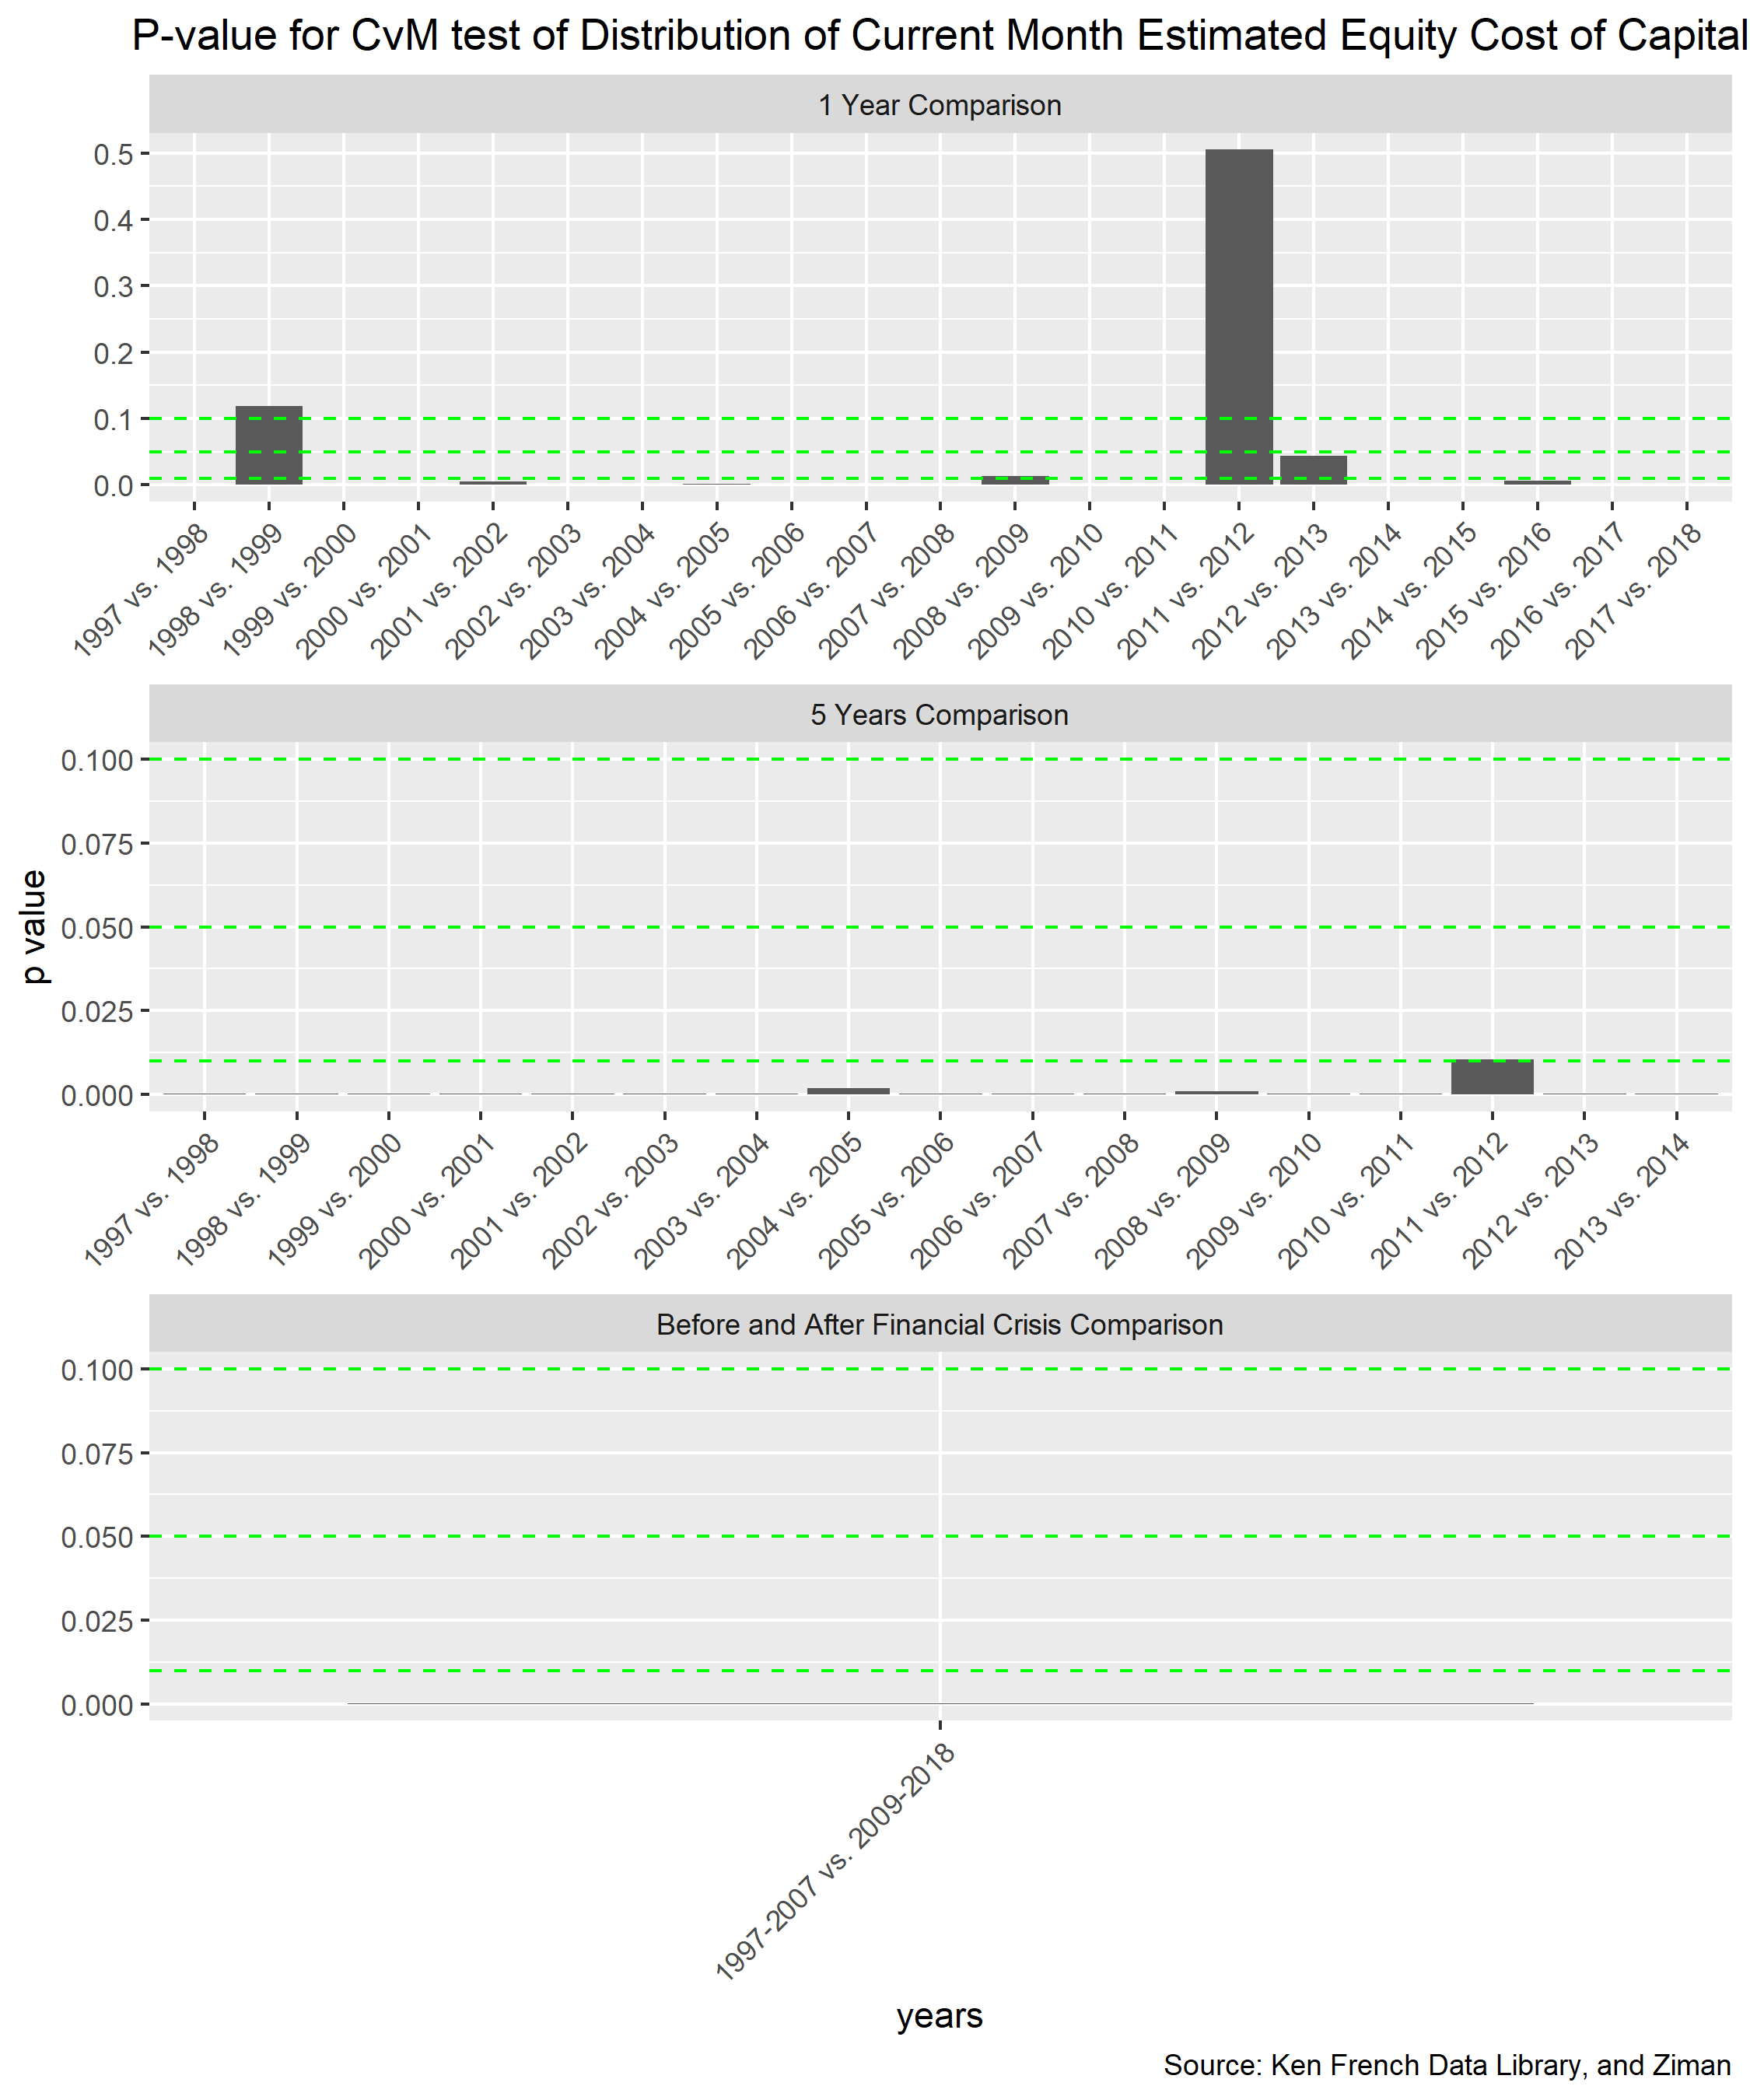 P-value for CvM test of Distribution of Current Month Estimated Equity Cost of Capital
1 Year Comparison
0.5
0.4
0.3
0.2
0.1
0.0
1997 vs. 1998
1998 vs. 1999
1999 vs. 2000
2000 vs. 2001
2001 vs. 2002
2002 vs. 2003
2003 vs. 2004
2004 vs. 2005
2005 vs. 2006
2006 vs. 2007
2007 vs. 2008
2008 vs. 2009
2009 vs. 2010
2010 vs. 2011
2011 vs. 2012
2012 vs. 2013
2013 vs. 2014
2014 vs. 2015
2015 vs. 2016
2016 vs. 2017
2017 vs. 2018
5 Years Comparison
p value
0.100
0.075
0.050
0.025
0.000
1997 vs. 1998
1998 vs. 1999
1999 vs. 2000
2000 vs. 2001
2001 vs. 2002
2002 vs. 2003
2003 vs. 2004
2004 vs. 2005
2005 vs. 2006
2006 vs. 2007
2007 vs. 2008
2008 vs. 2009
2009 vs. 2010
2010 vs. 2011
2011 vs. 2012
2012 vs. 2013
2013 vs. 2014
Before and After Financial Crisis Comparison
0.100
0.075
0.050
0.025
0.000
1997-2007 vs. 2009-2018
years
Source: Ken French Data Library, and Ziman